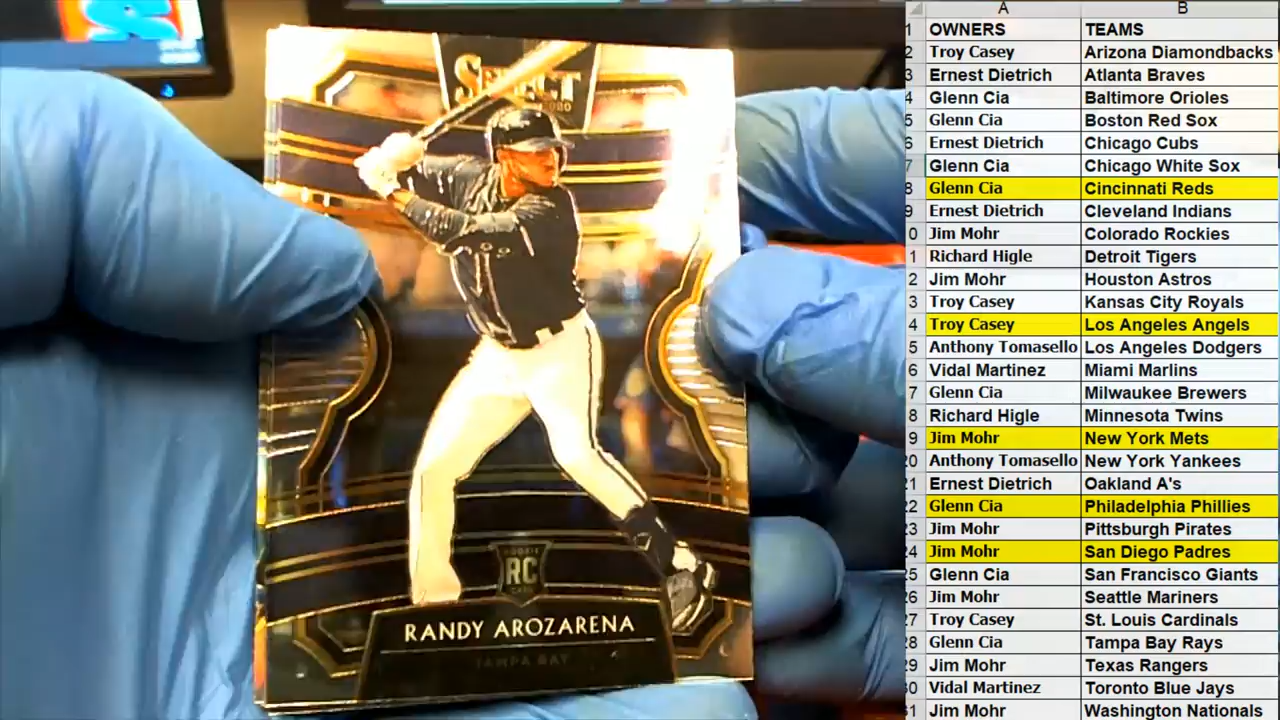 SELECT
ROOKIE
RC
CARD
RANDY AROZARENA
TAMPA BAY
A B
1 OWNERS TEAMS
2 Troy Casey Arizona Diamondbacks
3 Ernest Dietrich Atlanta Braves
4 Glenn Cia Baltimore Orioles
5 Glenn Cia Boston Red Sox
6 Ernest Dietrich Chicago Cubs
7 Glenn Cia Chicago White Sox
8 Glenn Cia Cincinnati Reds
9 Ernest Dietrich Cleveland Indians
0 Jim Mohr Colorado Rockies
1 Richard Higle Detroit Tigers
2 Jim Mohr Houston Astros
3 Troy Casey Kansas City Royals
4 Troy Casey Los Angeles Angels
5 Anthony Tomasello Los Angeles Dodgers
6 Vidal Martinez Miami Marlins
7 Glenn Cia Milwaukee Brewers
8 Richard Higle Minnesota Twins
9 Jim Mohr New York Mets
20 Anthony Tomasello New York Yankees
21 Ernest Dietrich Oakland A's
22 Glenn Cia Philadelphia Phillies
23 Jim Mohr Pittsburgh Pirates
24 Jim Mohr San Diego Padres
25 Glenn Cia San Francisco Giants
26 Jim Mohr Seattle Mariners
27 Troy Casey St. Louis Cardinals
28 Glenn Cia Tampa Bay Rays
29 Jim Mohr Texas Rangers
30 Vidal Martinez Toronto Blue Jays
31 Jim Mohr Washington Nationals